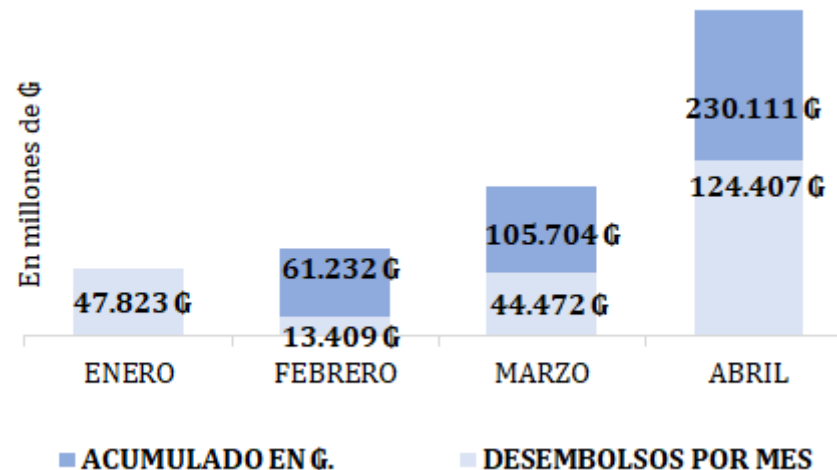 En millones de ₲
230.111 ₲
124.407 ₲
105.704 ₲
44.472 ₲
61.232 ₲
13.409 ₲
47.823 ₲
ENERO FEBRERO MARZO ABRIL
ACUMULADO EN ₲. DESEMBOLSOS POR MES